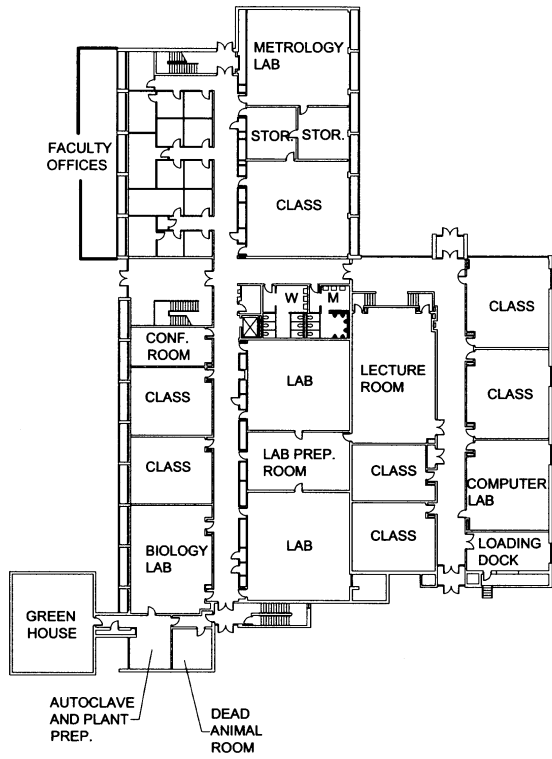 METROLOGY
LAB
STOR.
STOR.
FACULTY
OFFICES
CLASS
W
M
CLASS
CONF.
ROOM
LAB
LECTURE
ROOM
CLASS
CLASS
CLASS
LAB PREP.
ROOM
CLASS
COMPUTER
LAB
BIOLOGY
LAB
LAB
CLASS
LOADING
DOCK
GREEN
HOUSE
AUTOCLAVE
AND PLANT
PREP.
DEAD
ANIMAL
ROOM